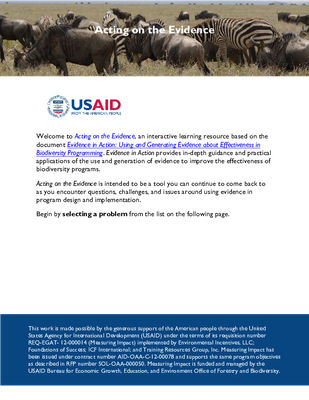 Acting on the Evidence
USAID
FROM THE AMERICAN PEOPLE
Welcome to Acting on the Evidence, an interactive learning resource based on the
document Evidence in Action: Using and Generating Evidence about Effectiveness in
Biodiversity Programming. Evidence in Action provides in-depth guidance and practical
applications of the use and generation of evidence to improve the effectiveness of
biodiversity programs.
Acting on the Evidence is intended to be a tool you can continue to come back to
as you encounter questions, challenges, and issues around using evidence in
program design and implementation.
Begin by selecting a problem from the list on the following page.
This work is made possible by the generous support of the American people through the United
States Agency for International Development (USAID) under the terms of its requisition number
REQ-EGAT- 12-000014 (Measuring Impact) implemented by Environmental Incentives, LLC;
Foundations of Success; ICF International; and Training Resources Group, Inc. Measuring Impact has
been issued under contract number AID-OAA-C-12-00078 and supports the same program objectives
as described in RFP number SOL-OAA-000050. Measuring Impact is funded and managed by the
USAID Bureau for Economic Growth, Education, and Environment Office of Forestry and Biodiversity.